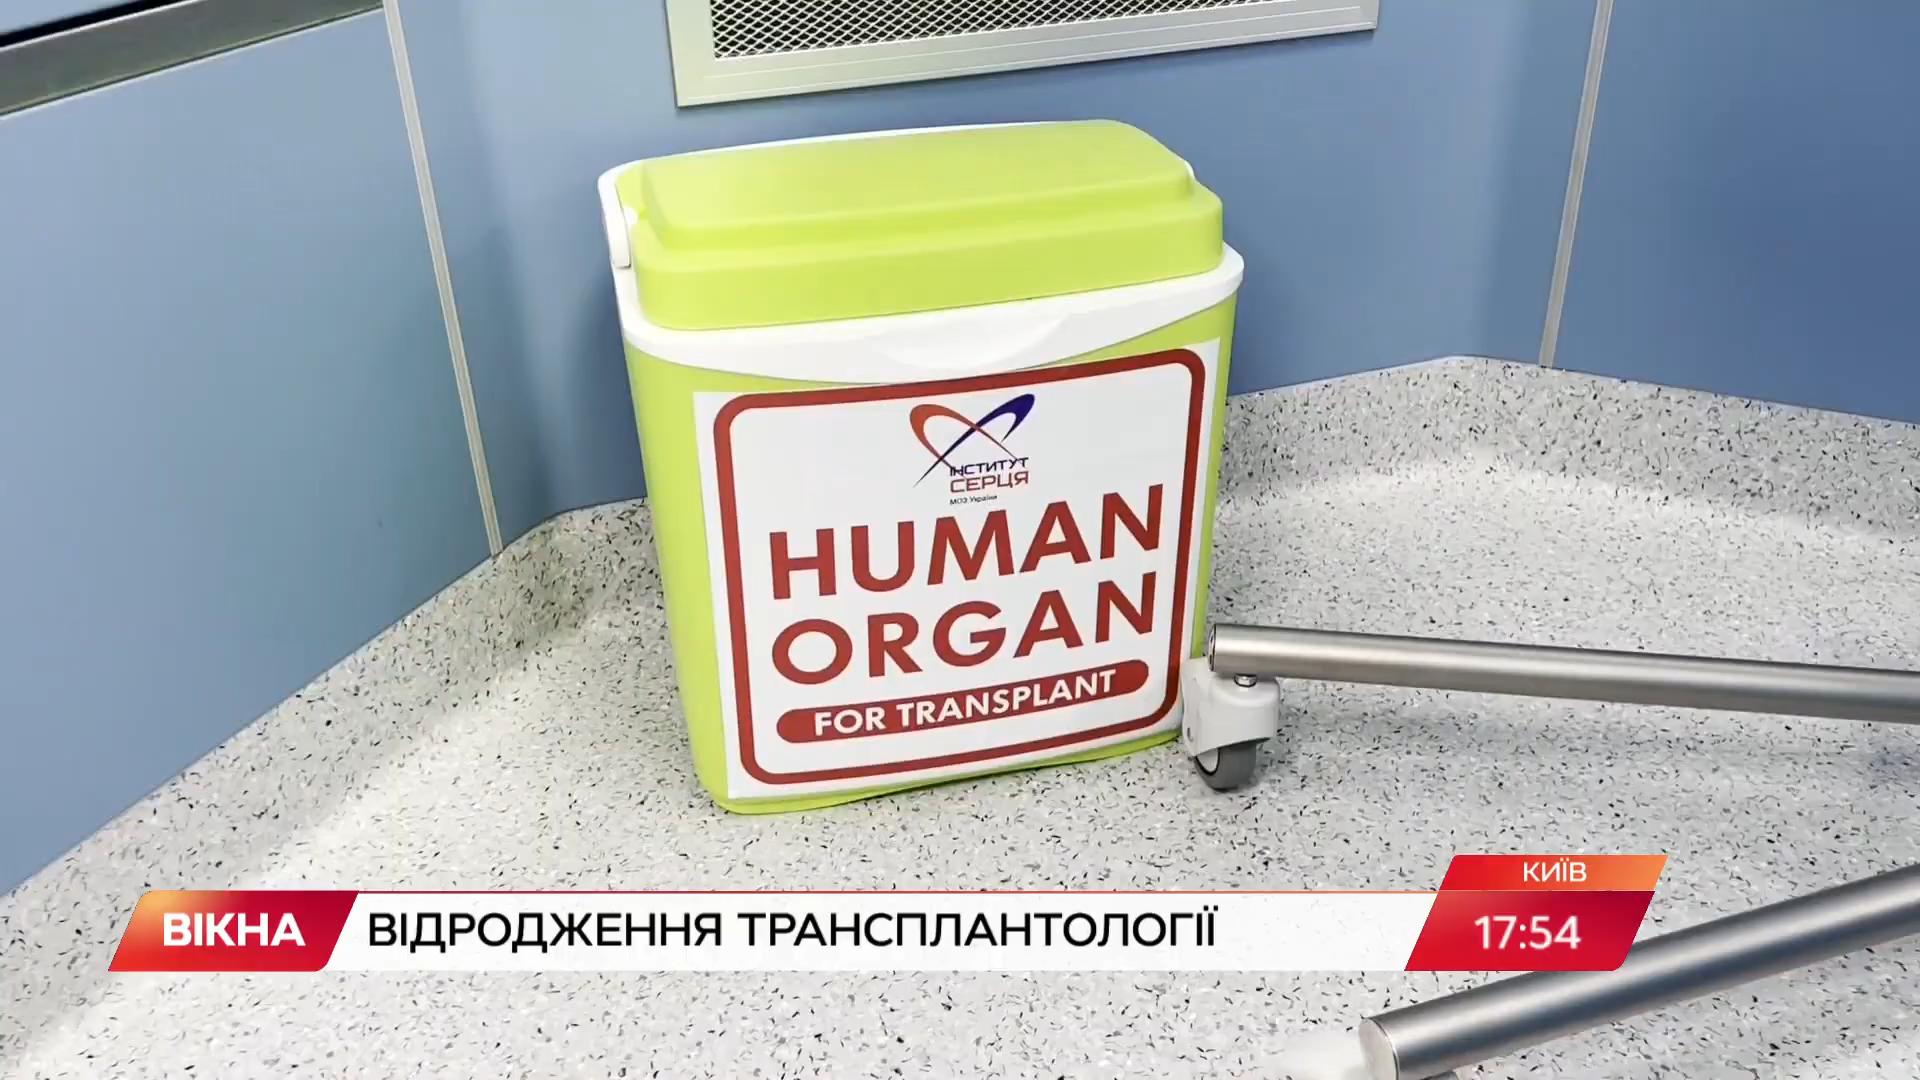 ІНСТИТУТ
СЕРЦЯ
МОЗ України
HUMAN
ORGAN
FOR TRANSPLANT
КИЇВ
ВІКНА ВІДРОДЖЕННЯ ТРАНСПЛАНТОЛОГІЇ 17:54